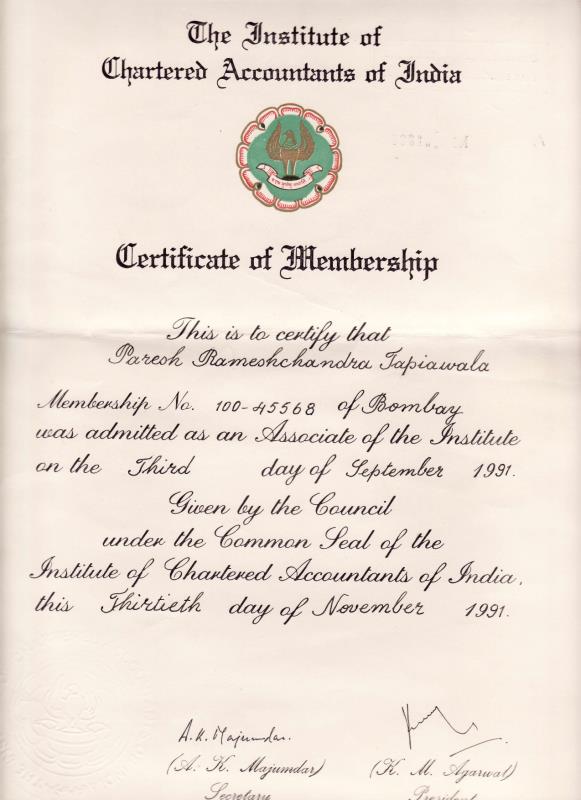 The Institute of
Chartered Accountants of India
Certificate of Membership
This is to certify that
Paresh Rameshchandra Tapiawala
Membership No. 100-45568 of Bombay
was admitted as an Associate of the Institute
on the Third day of September 1991.
Given by the Council
under the Common Seal of the
Institute of Chartered Accountants of India,
this Thirtieth day of November 1991.
A. K. Majumdar.
(A. K. Majumdar) (K. M. Agarwal)
Secretary President